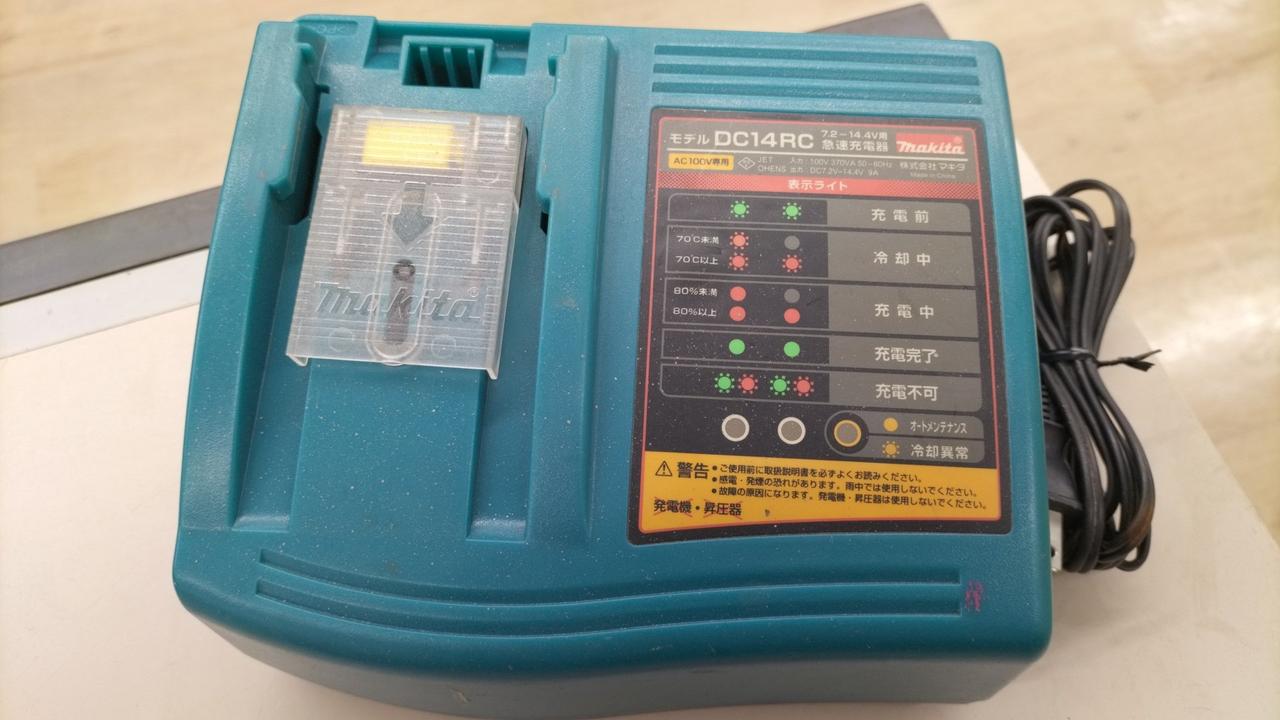 Makita
モデル DC14RC 7.2－14.4V用 急速充電器 makita
AC100V専用 JET 入力：100V 370VA 50－60Hz 株式会社マキタ
OHENS 出力：DC7.2V－14.4V 9A Made in China
表示ライト
充電前
70℃未満
70℃以上
冷却中
80%未満
80%以上
充電中
充電完了
充電不可
オートメンテナンス
冷却異常
警告 ●ご使用前に取扱説明書を必ずよくお読みください。
●感電・発煙の恐れがあります。雨中では使用しないでください。
●故障の原因になります。発電機・昇圧器は使用しないでください。
発電機・昇圧器